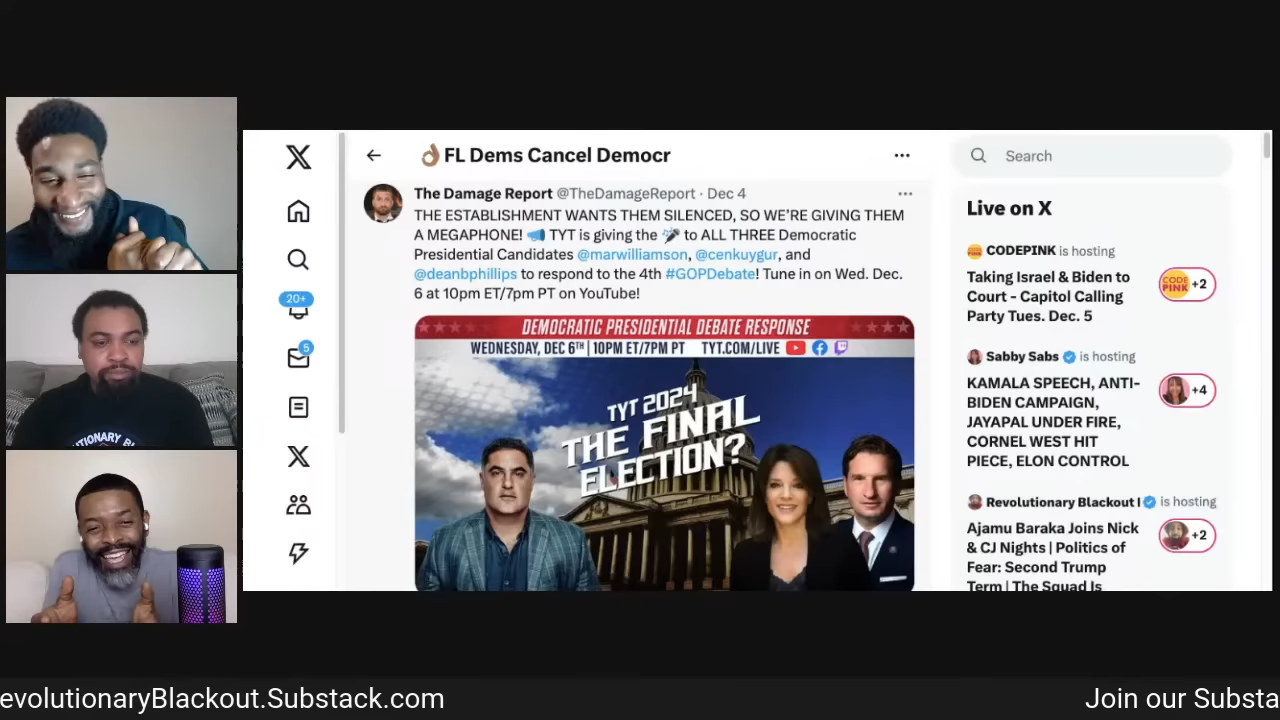 👌🏽 FL Dems Cancel Democr
The Damage Report @TheDamageReport · Dec 4
THE ESTABLISHMENT WANTS THEM SILENCED, SO WE’RE GIVING THEM
A MEGAPHONE! 📣 TYT is giving the 🎤 to ALL THREE Democratic
Presidential Candidates @marwilliamson, @cenkuygur, and
@deanbphillips to respond to the 4th #GOPDebate! Tune in on Wed. Dec.
6 at 10pm ET/7pm PT on YouTube!
DEMOCRATIC PRESIDENTIAL DEBATE RESPONSE
WEDNESDAY, DEC 6TH | 10PM ET/7PM PT TYT.COM/LIVE
TYT 2024
THE FINAL
ELECTION?
20+
5
Search
Live on X
CODEPINK is hosting
Taking Israel & Biden to
Court - Capitol Calling
Party Tues. Dec. 5
CODE
PINK
+2
Sabby Sabs is hosting
KAMALA SPEECH, ANTI-
BIDEN CAMPAIGN,
JAYAPAL UNDER FIRE,
CORNEL WEST HIT
PIECE, ELON CONTROL
+4
Revolutionary Blackout I is hosting
Ajamu Baraka Joins Nick
& CJ Nights | Politics of
Fear: Second Trump
Term | The Squad Is
+2
evolutionaryBlackout.Substack.com
Join our Substa